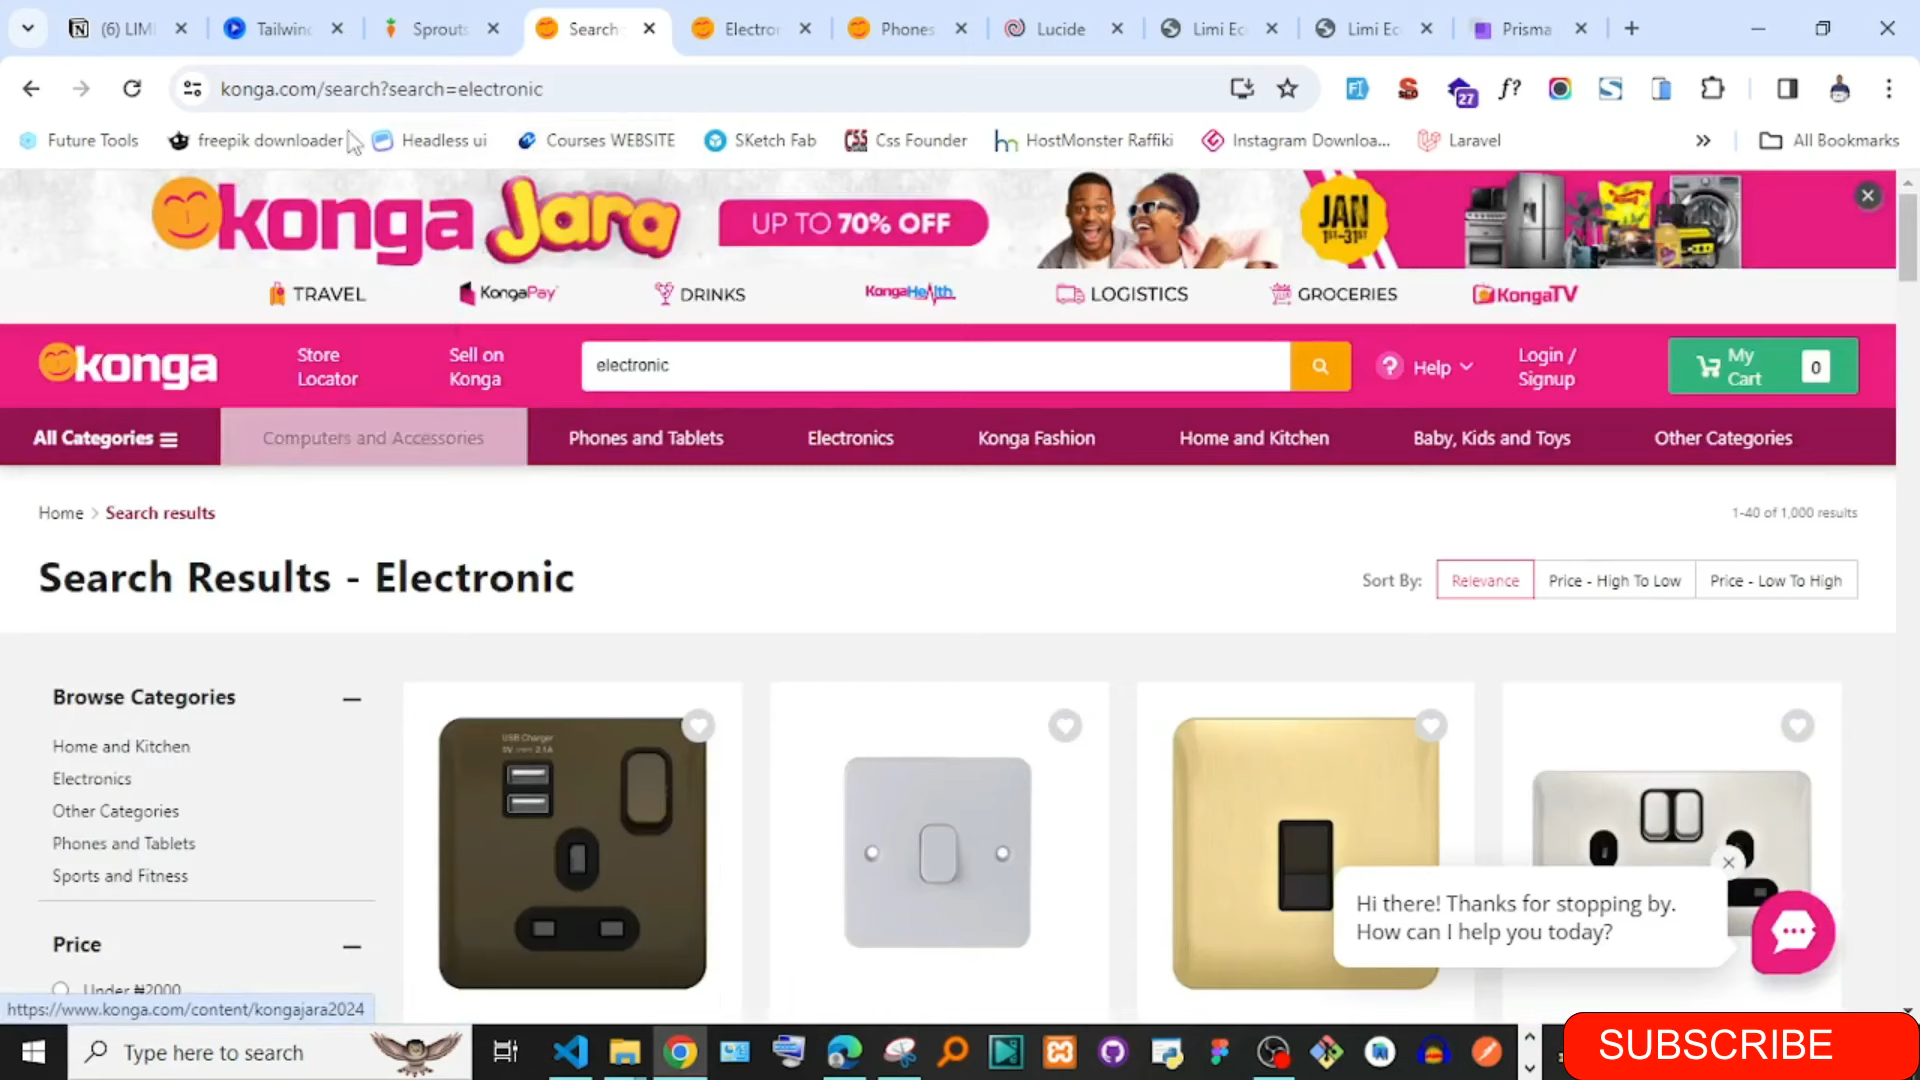 (6) LIMI
Tailwind
Sprouts
Search
Electron
Phones
Lucide
Limi Ec
Limi Ec
Prisma
konga.com/search?search=electronic
27
f?
Future Tools
freepik downloader
Headless ui
Courses WEBSITE
SKetch Fab
Css Founder
HostMonster Raffiki
Instagram Downloa...
Laravel
All Bookmarks
konga Jara UP TO 70% OFF JAN 1ST-31ST
TRAVEL
KongaPay
DRINKS
KongaHealth
LOGISTICS
GROCERIES
KongaTV
konga
Store
Locator
Sell on
Konga
electronic
Help
Login /
Signup
My
Cart
0
All Categories
Computers and Accessories
Phones and Tablets
Electronics
Konga Fashion
Home and Kitchen
Baby, Kids and Toys
Other Categories
Home > Search results
1-40 of 1,000 results
Search Results - Electronic
Sort By:
Relevance
Price - High To Low
Price - Low To High
Browse Categories
Home and Kitchen
Electronics
Other Categories
Phones and Tablets
Sports and Fitness
Price
Under ₦2000
USB Charger
5V 2.1A
Hi there! Thanks for stopping by.
How can I help you today?
https://www.konga.com/content/kongajara2024
Type here to search
SUBSCRIBE